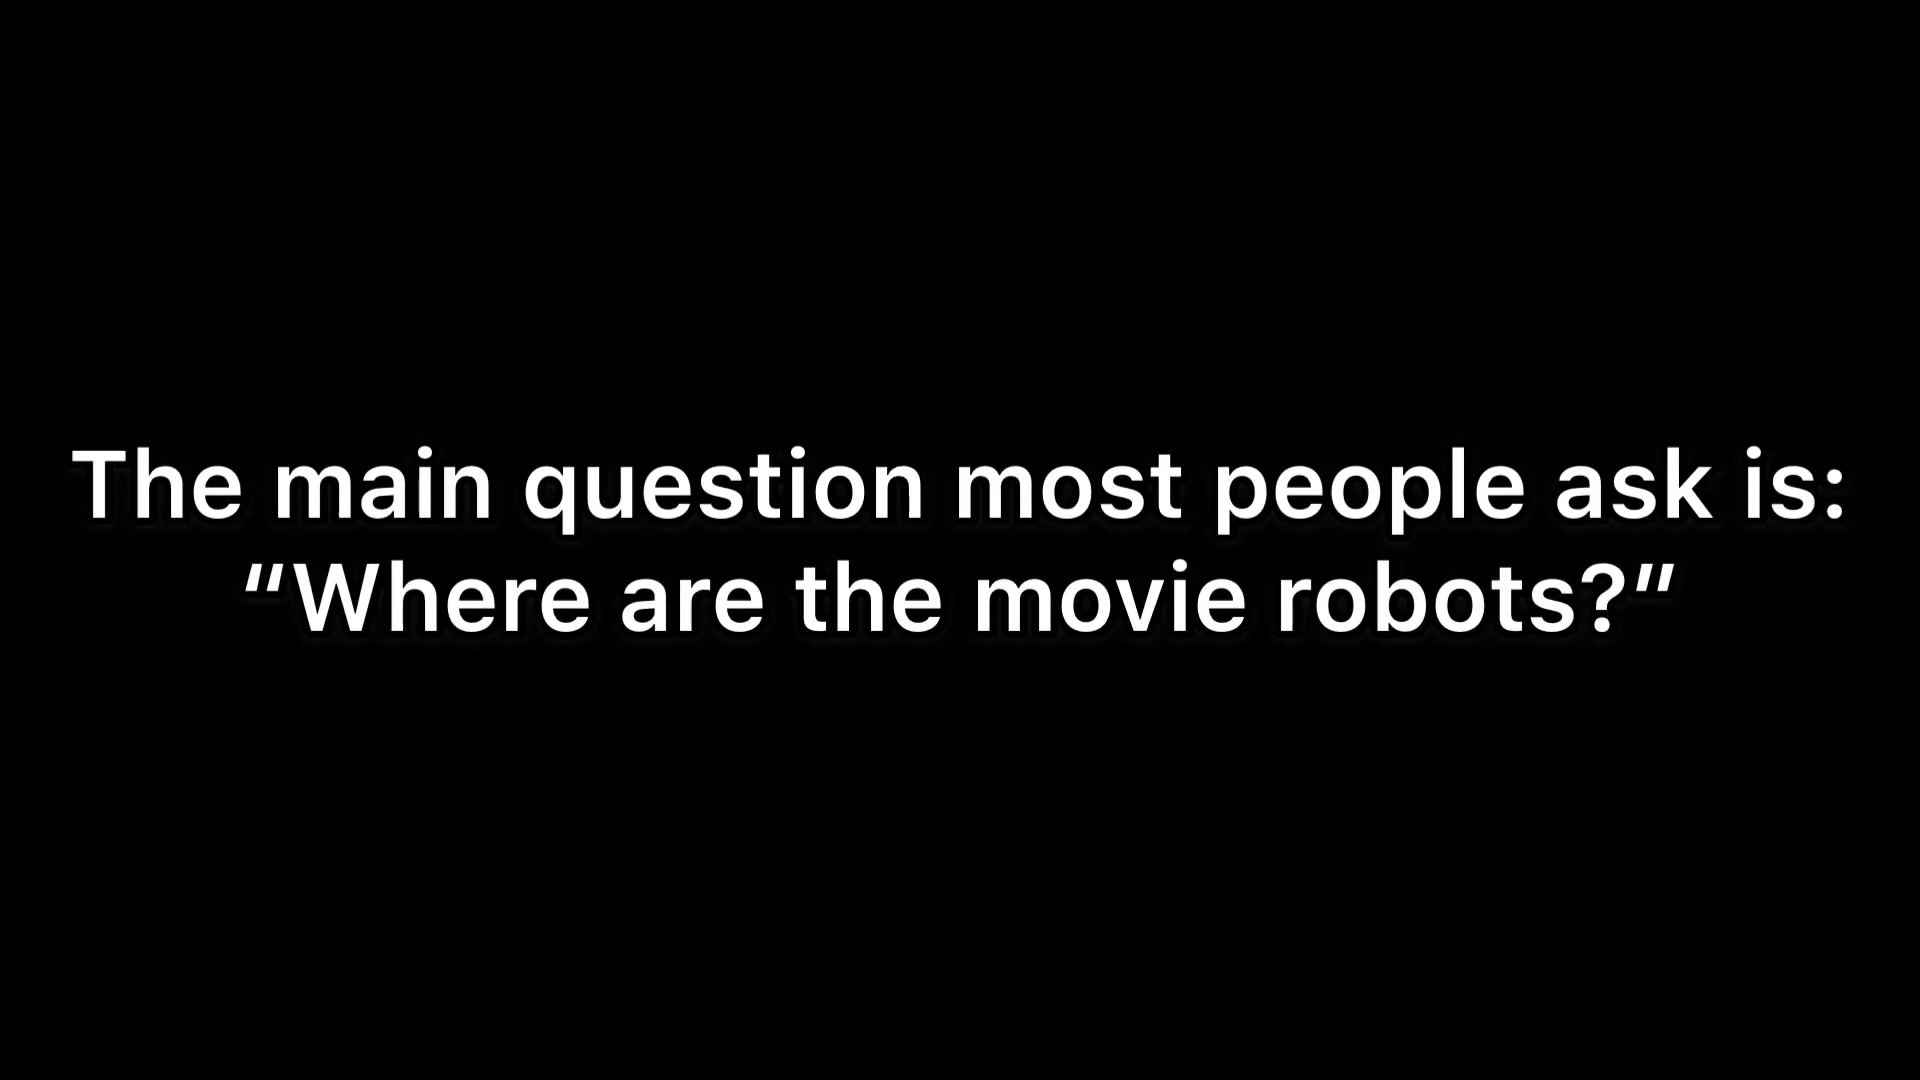 The main question most people ask is:
“Where are the movie robots?”